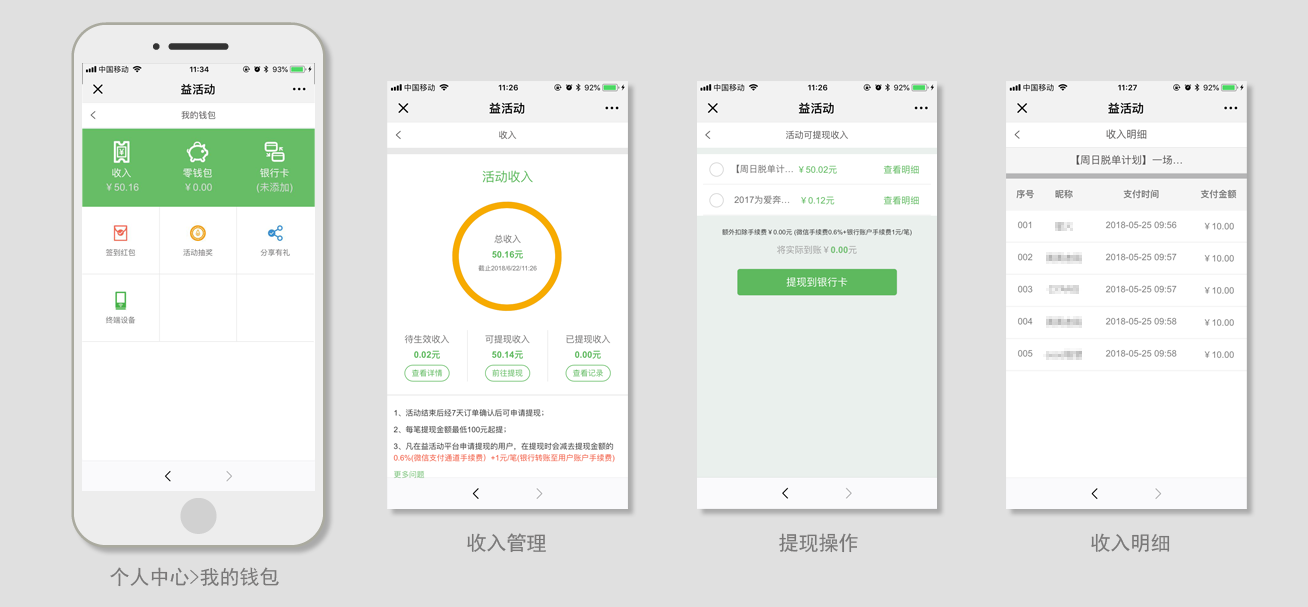 中国移动 11:34 93%
益活动
我的钱包
收入 零钱包 银行卡
￥50.16 ￥0.00 (未添加)
签到红包 活动抽奖 分享有礼
终端设备
个人中心>我的钱包
中国移动 11:26 92%
益活动
收入
活动收入
总收入
50.16元
截止2018/6/22/11:26
待生效收入 可提现收入 已提现收入
0.02元 50.14元 0.00元
查看详情 前往提现 查看记录
1、活动结束后经7天订单确认后可申请提现；
2、每笔提现金额最低100元起提；
3、凡在益活动平台申请提现的用户，在提现时会减去提现金额的
0.6%(微信支付通道手续费）+1元/笔(银行转账至用户账户手续费)
更多问题
收入管理
中国移动 11:26 92%
益活动
活动可提现收入
【周日脱单计... ￥50.02元 查看明细
2017为爱奔... ￥0.12元 查看明细
额外扣除手续费￥0.00元 (微信手续费0.6%+银行账户手续费1元/笔)
将实际到账￥0.00元
提现到银行卡
提现操作
中国移动 11:27 92%
益活动
收入明细
【周日脱单计划】一场...
序号 昵称 支付时间 支付金额
001 2018-05-25 09:56 ￥10.00
002 2018-05-25 09:57 ￥10.00
003 2018-05-25 09:57 ￥10.00
004 2018-05-25 09:58 ￥10.00
005 2018-05-25 09:58 ￥10.00
收入明细